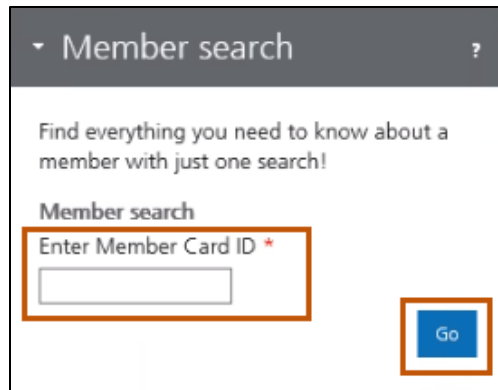 Member search ?
Find everything you need to know about a
member with just one search!
Member search
Enter Member Card ID *
Go